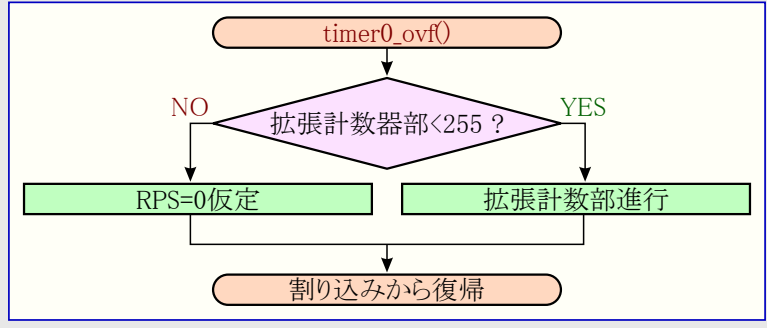 timer0_ovf()
NO
YES
拡張計数器部<255 ?
RPS=0仮定
拡張計数部進行
割り込みから復帰